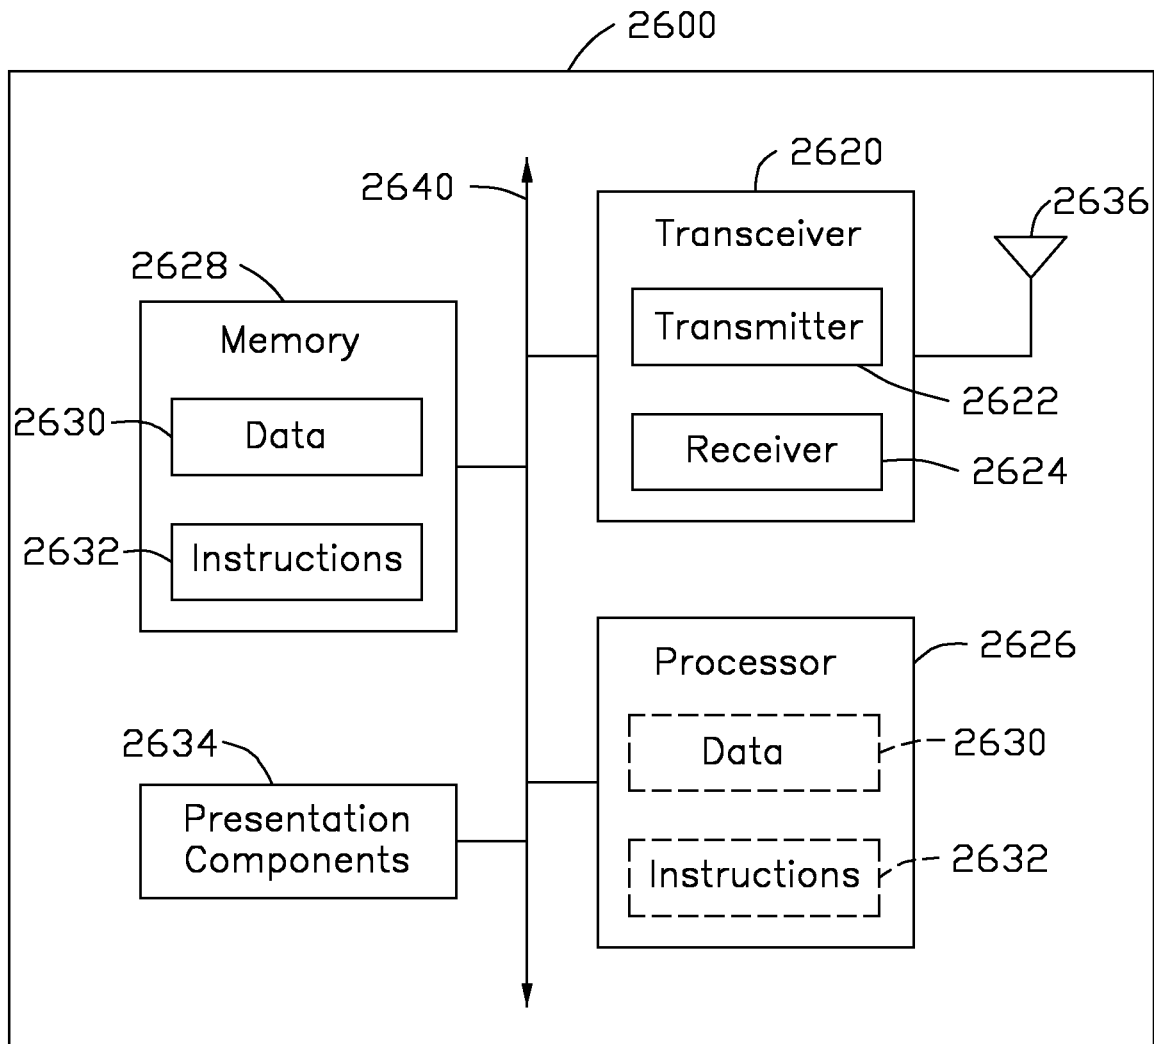 2600
2620
2640
2636
Transceiver
2628
Transmitter
Memory
2622
2630
Data
Receiver
2624
2632
Instructions
2626
Processor
2634
Data
2630
Presentation
Components
Instructions
2632